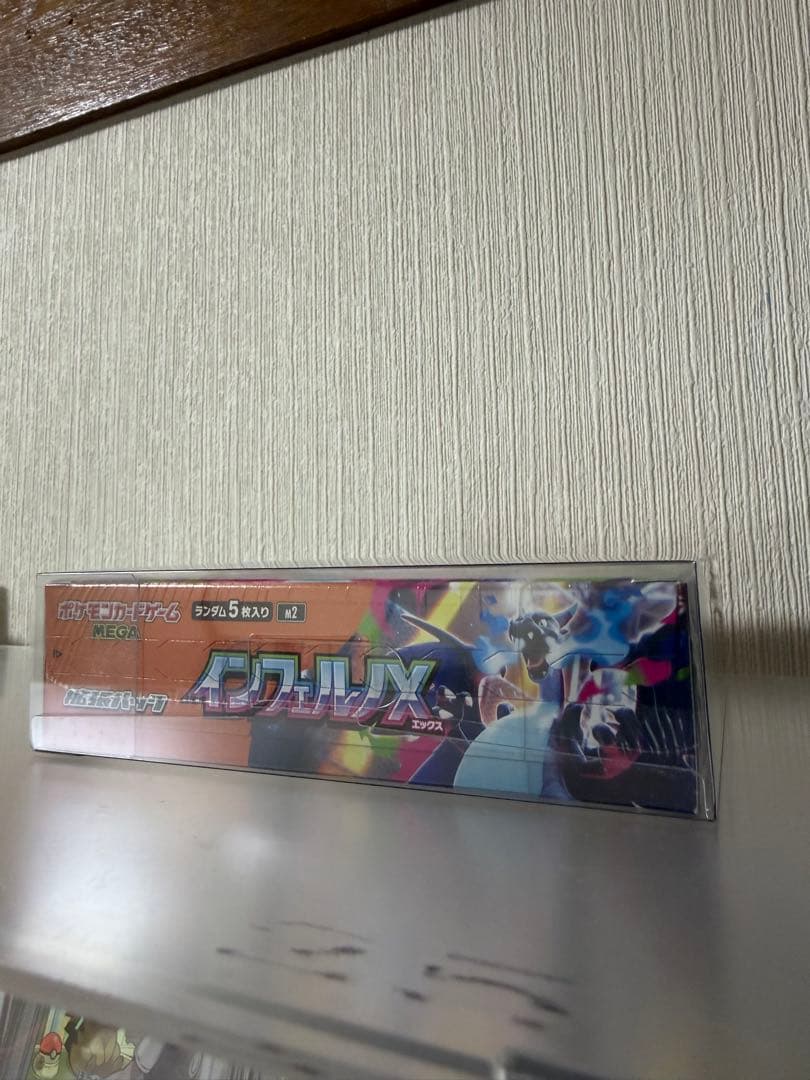 ポケモンカードゲーム
MEGA
ランダム5枚入り M2
拡張パック
インフェルノX
エックス